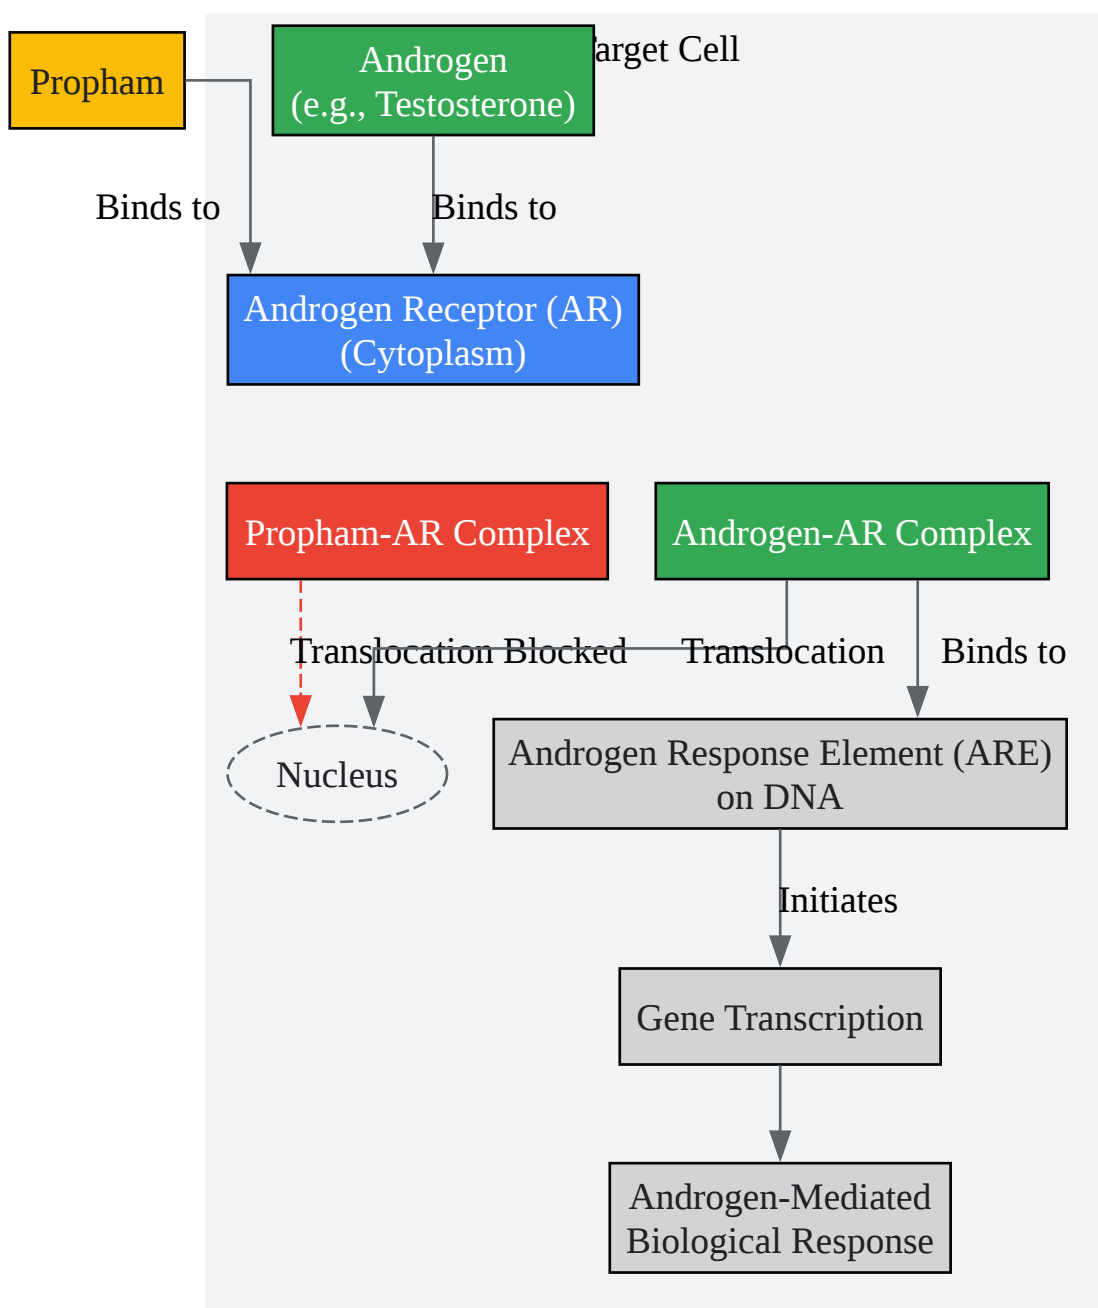 Propham
Androgen
(e.g., Testosterone)
arget Cell
Binds to
Binds to
Androgen Receptor (AR)
(Cytoplasm)
Propham-AR Complex
Androgen-AR Complex
Translocation Blocked
Translocation
Binds to
Nucleus
Androgen Response Element (ARE)
on DNA
Initiates
Gene Transcription
Androgen-Mediated
Biological Response